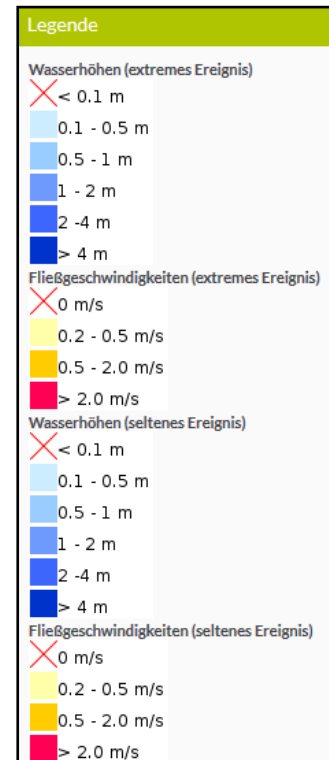 Legende
Wasserhöhen (extremes Ereignis)
< 0.1 m
0.1 - 0.5 m
0.5 - 1 m
1 - 2 m
2 -4 m
> 4 m
Fließgeschwindigkeiten (extremes Ereignis)
0 m/s
0.2 - 0.5 m/s
0.5 - 2.0 m/s
> 2.0 m/s
Wasserhöhen (seltenes Ereignis)
< 0.1 m
0.1 - 0.5 m
0.5 - 1 m
1 - 2 m
2 -4 m
> 4 m
Fließgeschwindigkeiten (seltenes Ereignis)
0 m/s
0.2 - 0.5 m/s
0.5 - 2.0 m/s
> 2.0 m/s